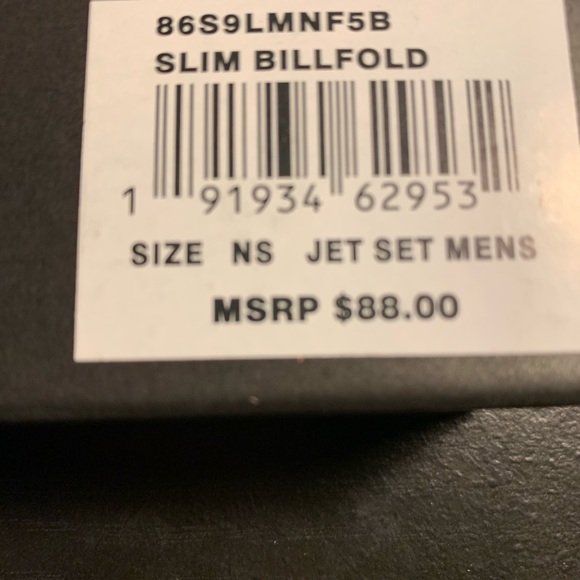 86S9LMNF5B
SLIM BILLFOLD
1 91934 62953
SIZE NS JET SET MENS
MSRP $88.00